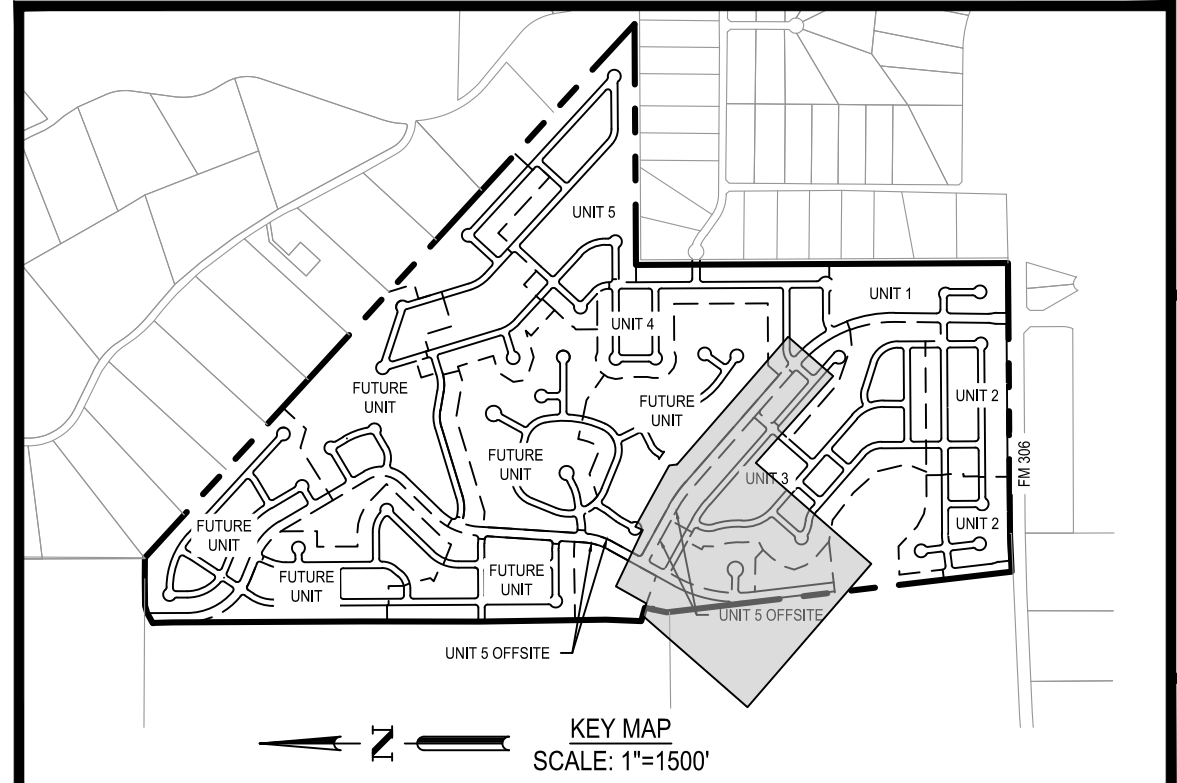 UNIT 5
UNIT 1
UNIT 4
FUTURE
UNIT
FUTURE
UNIT
UNIT 2
FM 306
FUTURE
UNIT
UNIT 3
UNIT 2
FUTURE
UNIT
FUTURE
UNIT
FUTURE
UNIT
UNIT 5 OFFSITE
UNIT 5 OFFSITE
N
KEY MAP
SCALE: 1"=1500'